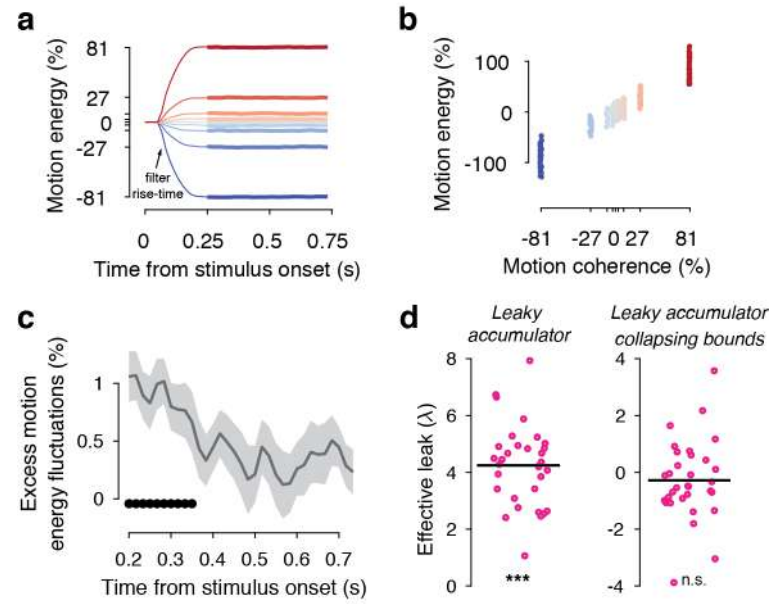 a
Motion energy (%)
81
27
0
-27
-81
filter
rise-time
0 0.25 0.5 0.75
Time from stimulus onset (s)
b
Motion energy (%)
100
0
-100
-81 -27 0 27 81
Motion coherence (%)
c
Excess motion
energy fluctuations (%)
1
0.5
0
0.2 0.3 0.4 0.5 0.6 0.7
Time from stimulus onset (s)
d
Leaky
accumulator
Effective leak (λ)
8
6
4
2
0
***
Leaky accumulator
collapsing bounds
4
2
0
-2
-4
n.s.